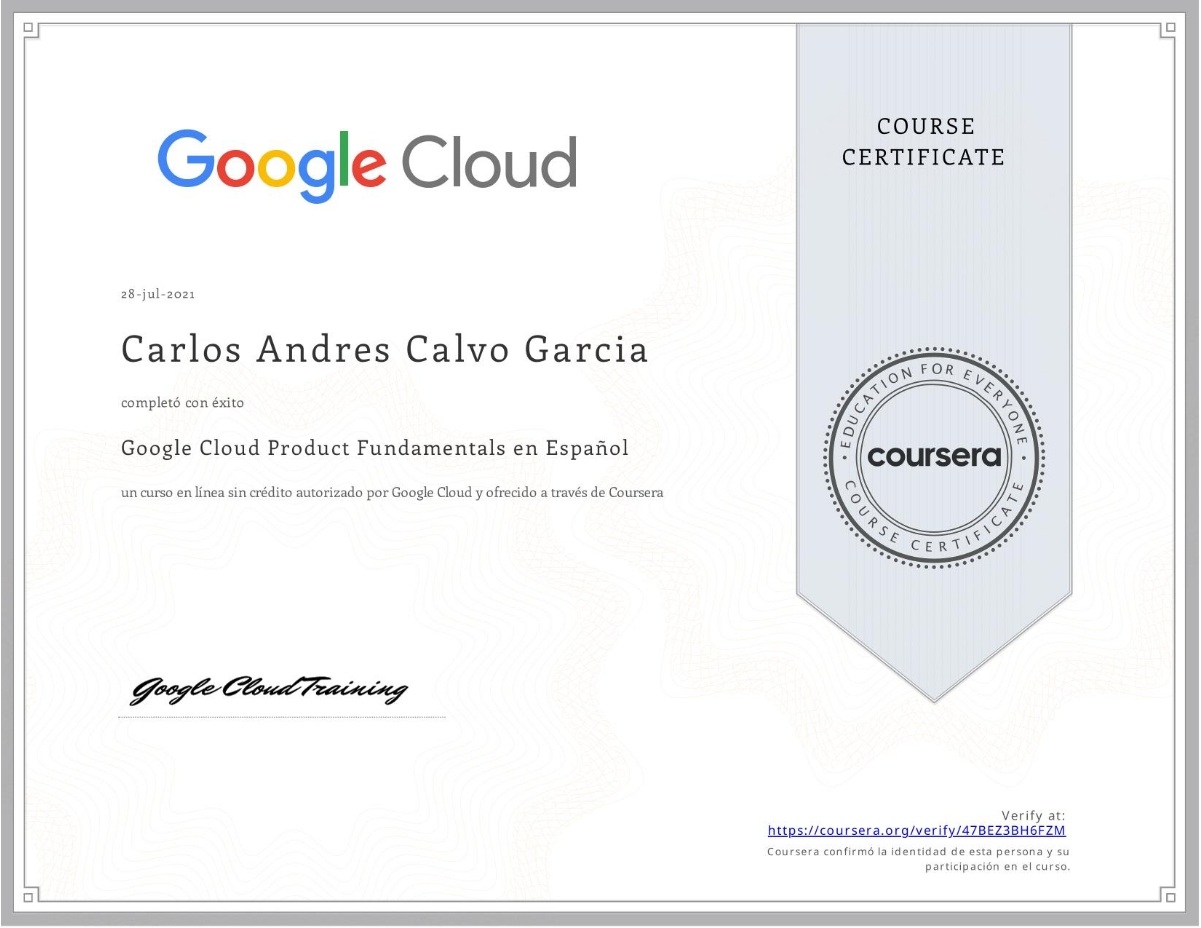 Google Cloud
COURSE
CERTIFICATE
28-jul-2021
Carlos Andres Calvo Garcia
completó con éxito
Google Cloud Product Fundamentals en Español
un curso en línea sin crédito autorizado por Google Cloud y ofrecido a través de Coursera
EDUCATION FOR EVERYONE
coursera
COURSE CERTIFICATE
Google Cloud Training
Verify at:
https://coursera.org/verify/47BEZ3BH6FZM
Coursera confirmó la identidad de esta persona y su
participación en el curso.